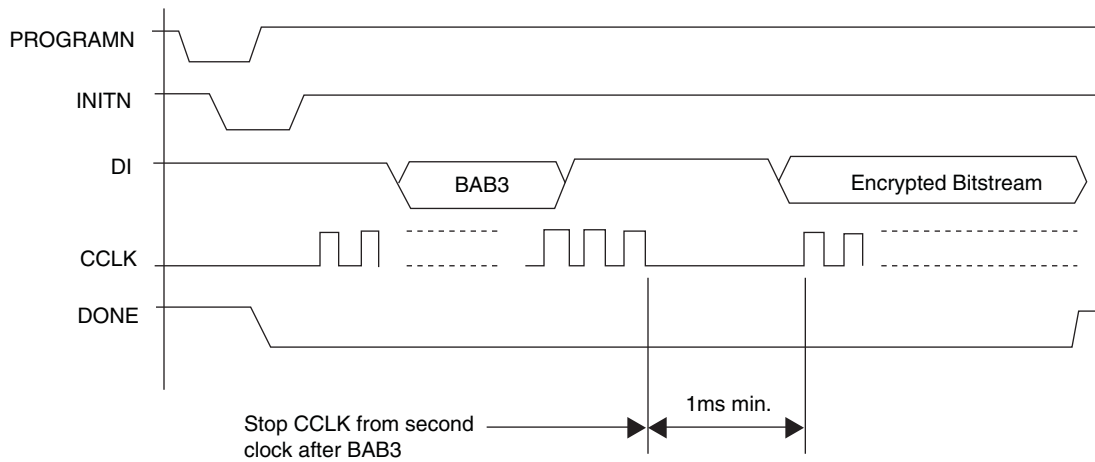 PROGRAMN
INITN
DI
BAB3
Encrypted Bitstream
CCLK
DONE
1ms min.
Stop CCLK from second
clock after BAB3